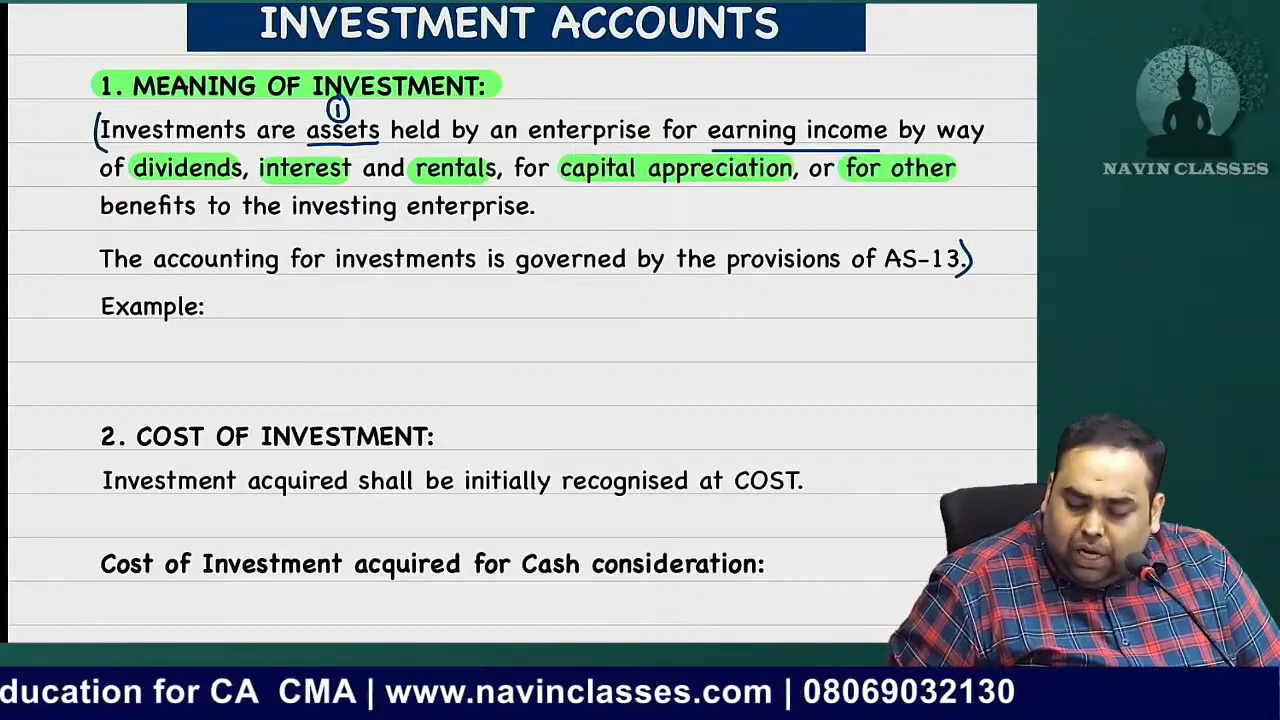 INVESTMENT ACCOUNTS
1. MEANING OF INVESTMENT:
1
Investments are assets held by an enterprise for earning income by way
of dividends, interest and rentals, for capital appreciation, or for other
benefits to the investing enterprise.
The accounting for investments is governed by the provisions of AS-13.
Example:
2. COST OF INVESTMENT:
Investment acquired shall be initially recognised at COST.
Cost of Investment acquired for Cash consideration:
NAVIN CLASSES
ducation for CA CMA | www.navinclasses.com | 08069032130